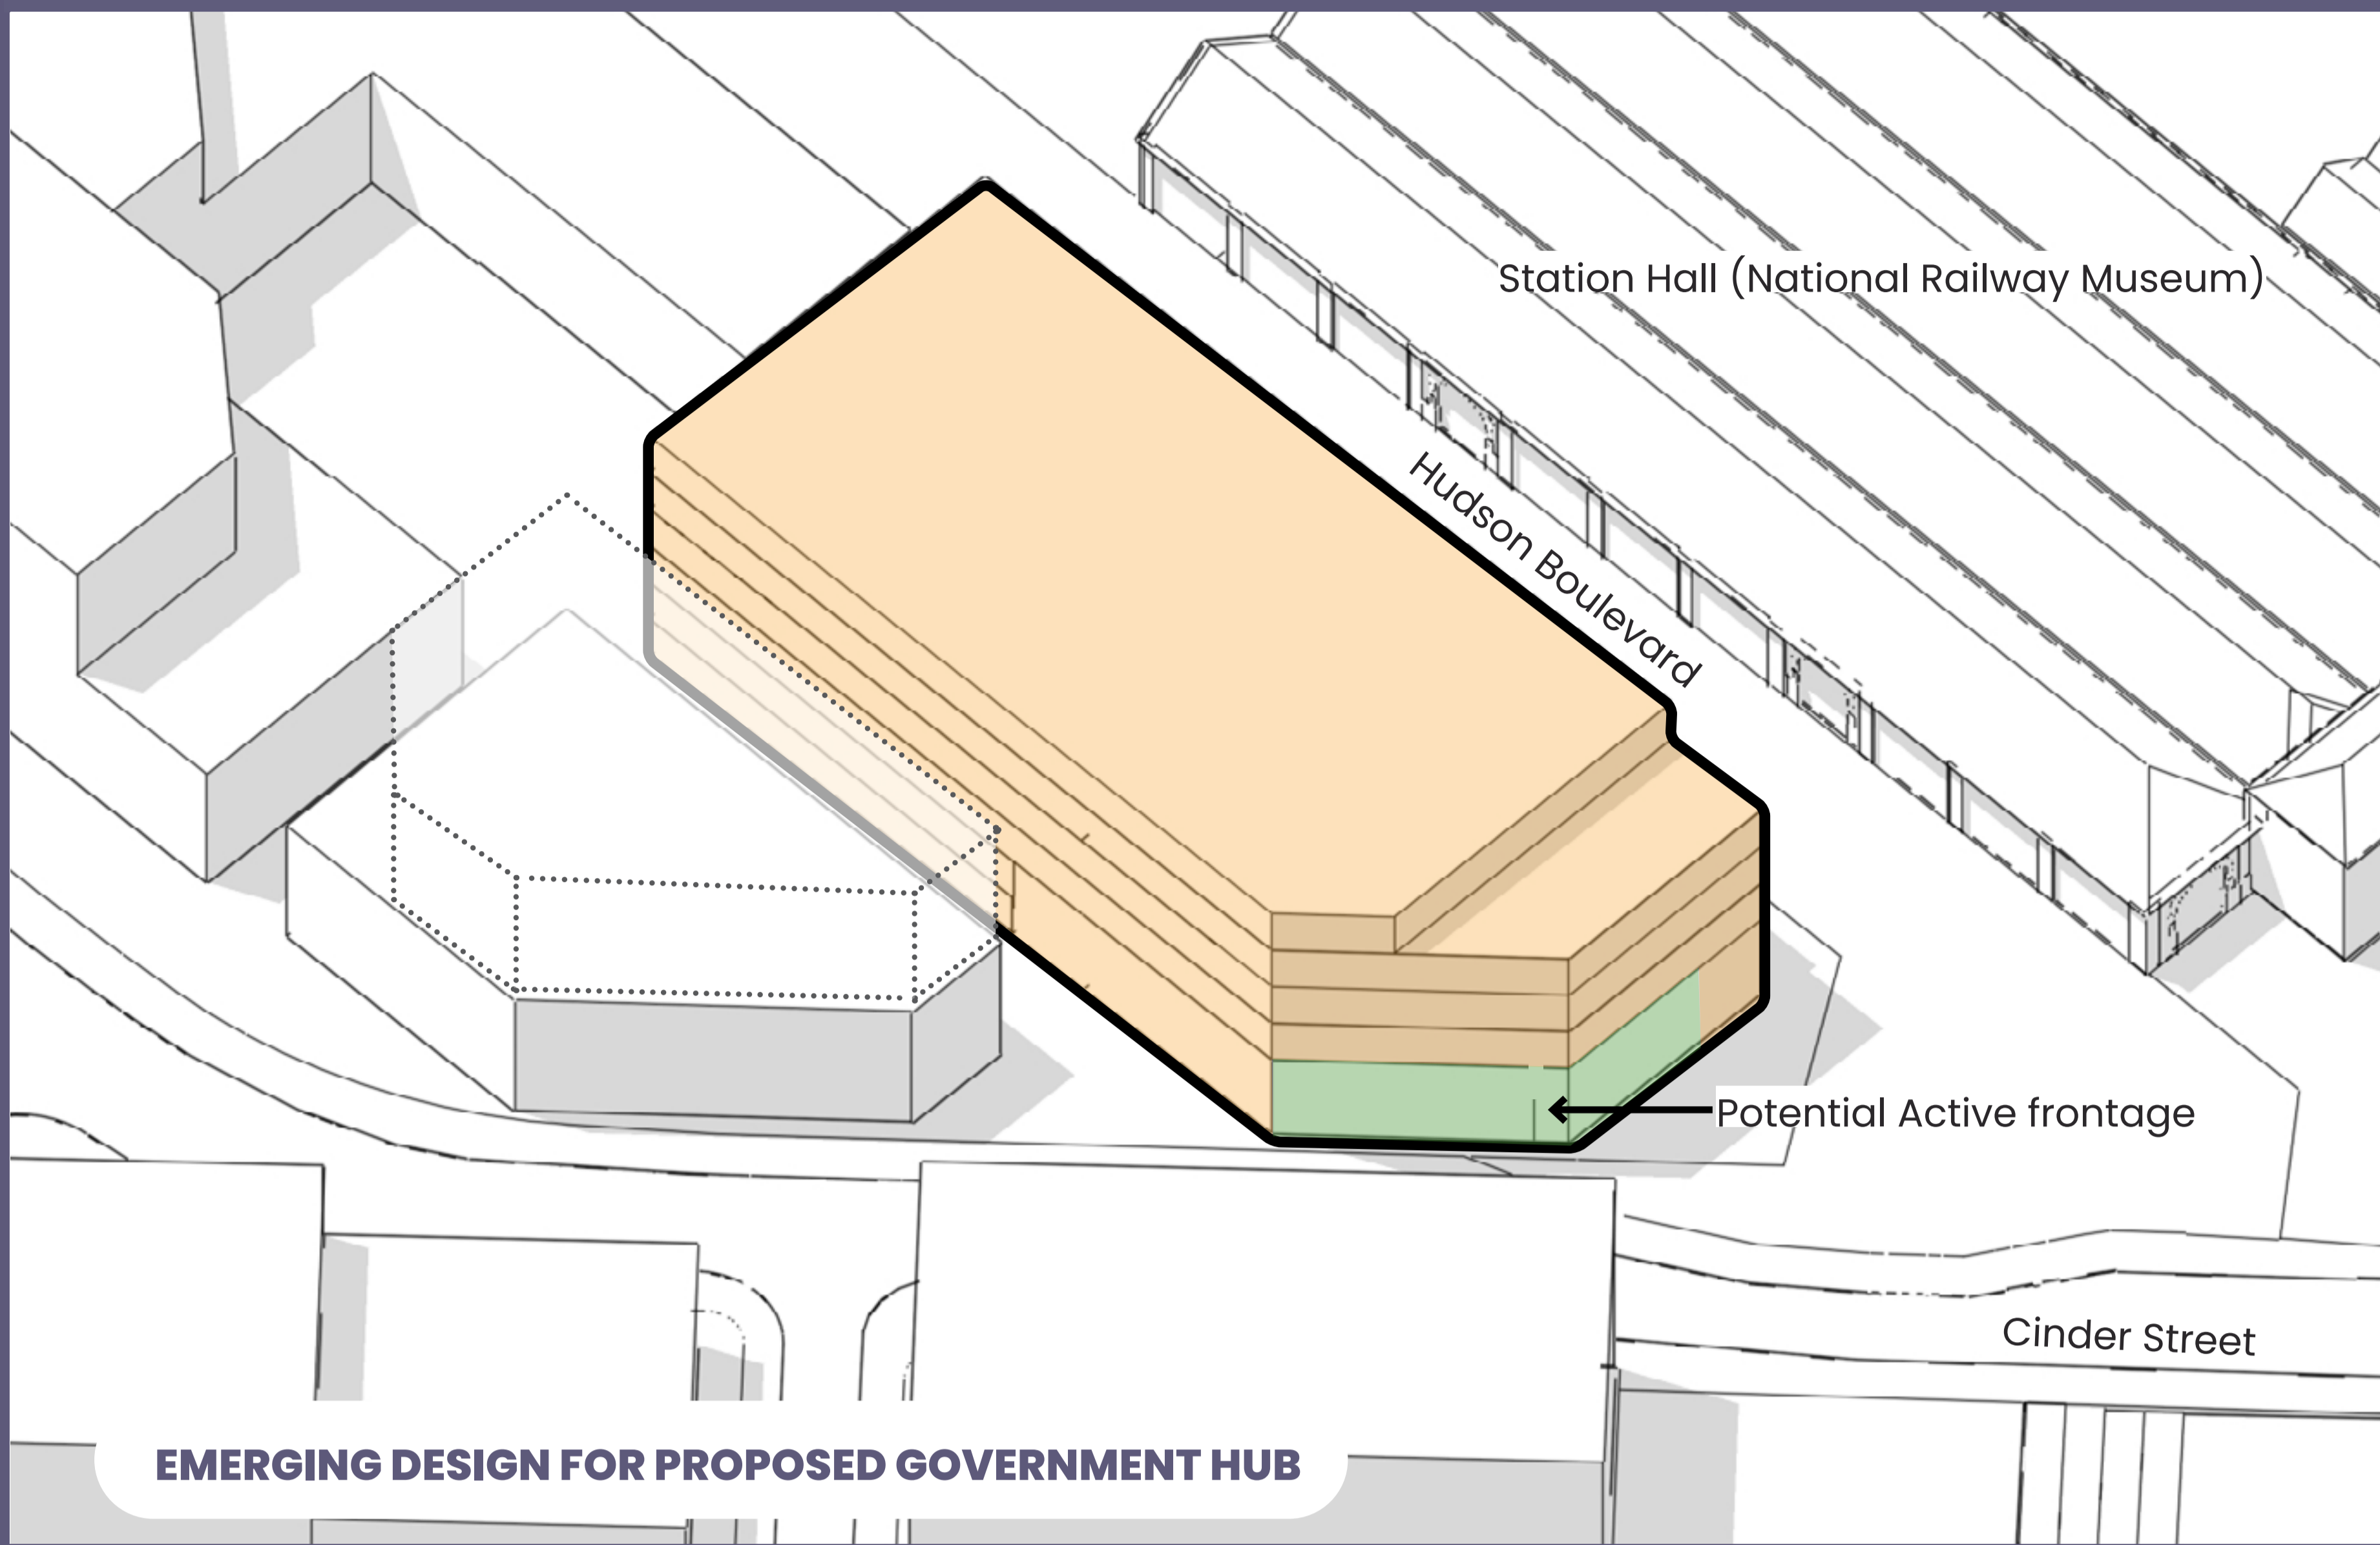 Station Hall (National Railway Museum)
Hudson Boulevard
Potential Active frontage
Cinder Street
EMERGING DESIGN FOR PROPOSED GOVERNMENT HUB